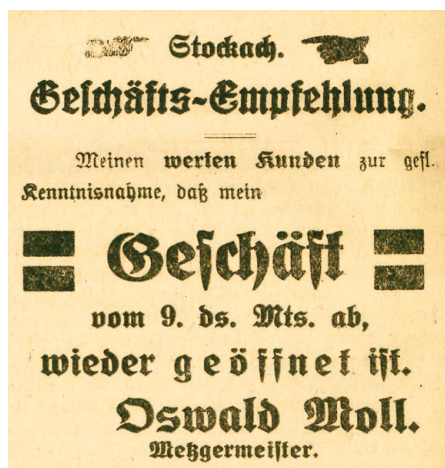 Stockach.
Geschäfts-Empfehlung.
Meinen werten Kunden zur gefl.
Kenntnisnahme, daß mein
Geschäft
vom 9. ds. Mts. ab,
wieder geöffnet ist.
Oswald Moll.
Metzgermeister.